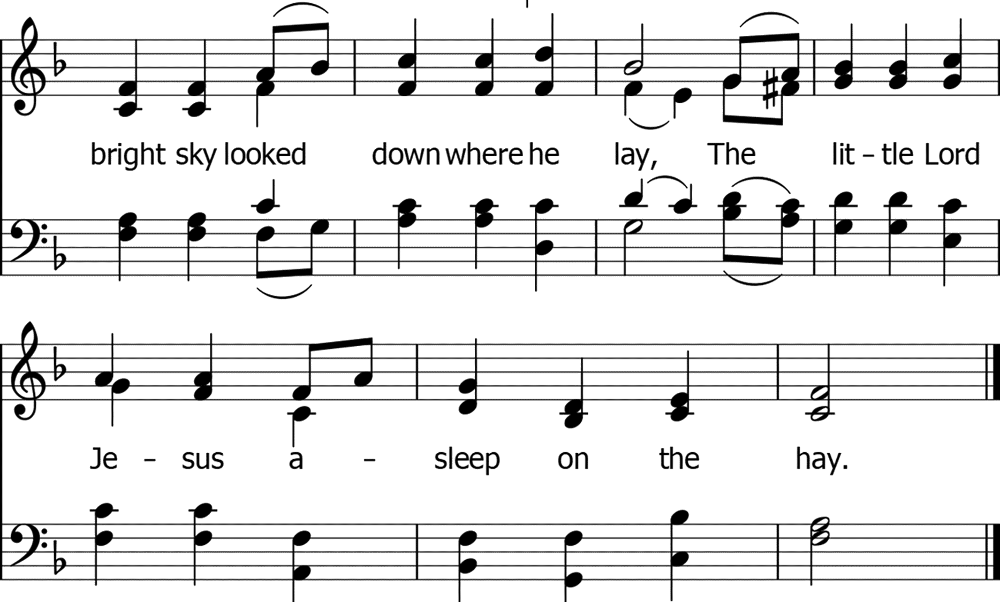 bright sky looked down where he lay, The lit - tle Lord
Je - sus a - sleep on the hay.